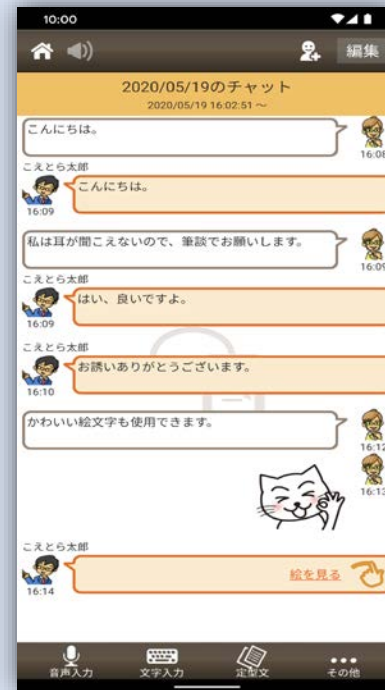 10:00
編集
2020/05/19のチャット
2020/05/19 16:02:51 ～
こんにちは。
16:08
こえとら太郎
こんにちは。
16:09
私は耳が聞こえないので、筆談でお願いします。
16:09
こえとら太郎
はい、良いですよ。
16:09
こえとら太郎
お誘いありがとうございます。
16:10
かわいい絵文字も使用できます。
16:12
16:13
こえとら太郎
絵を見る
16:14
音声入力 文字入力 定型文 その他